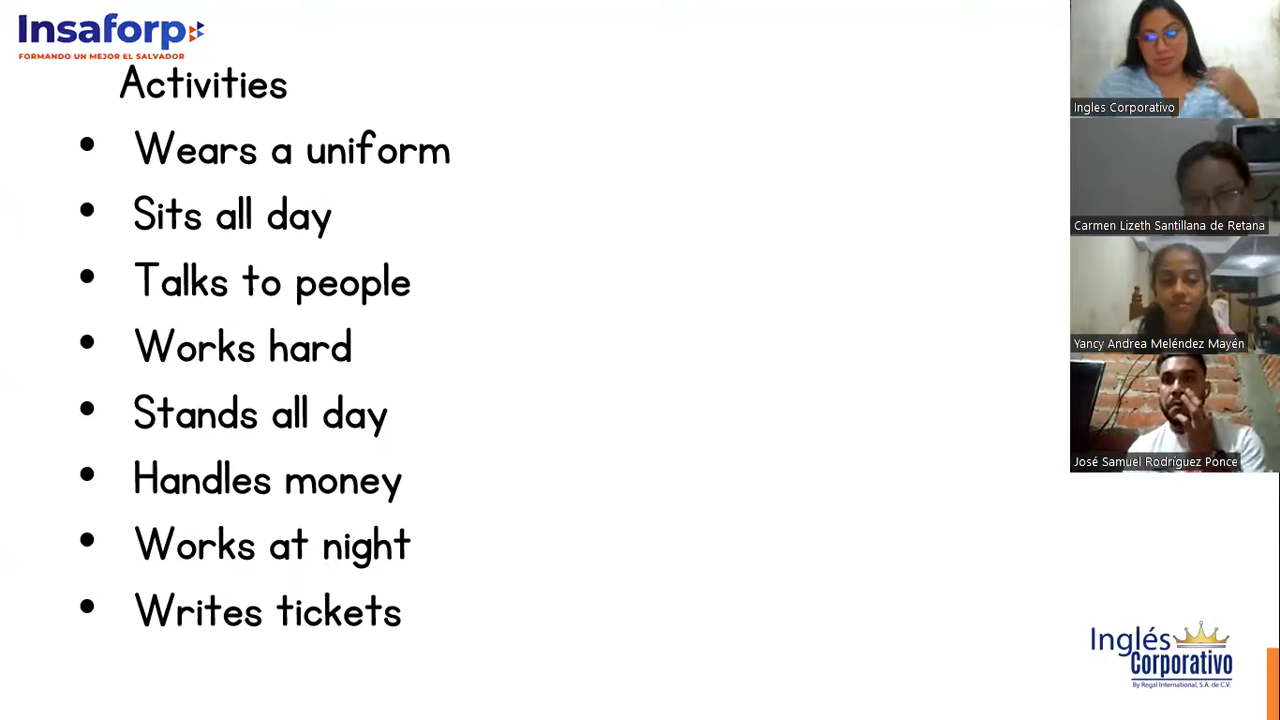 Insaforp
FORMANDO UN MEJOR EL SALVADOR
Activities
• Wears a uniform
• Sits all day
• Talks to people
• Works hard
• Stands all day
• Handles money
• Works at night
• Writes tickets
Ingles Corporativo
Carmen Lizeth Santillana de Retana
Yancy Andrea Meléndez Mayén
José Samuel Rodríguez Ponce
Inglés
Corporativo
By Regal International, S.A. de C.V.